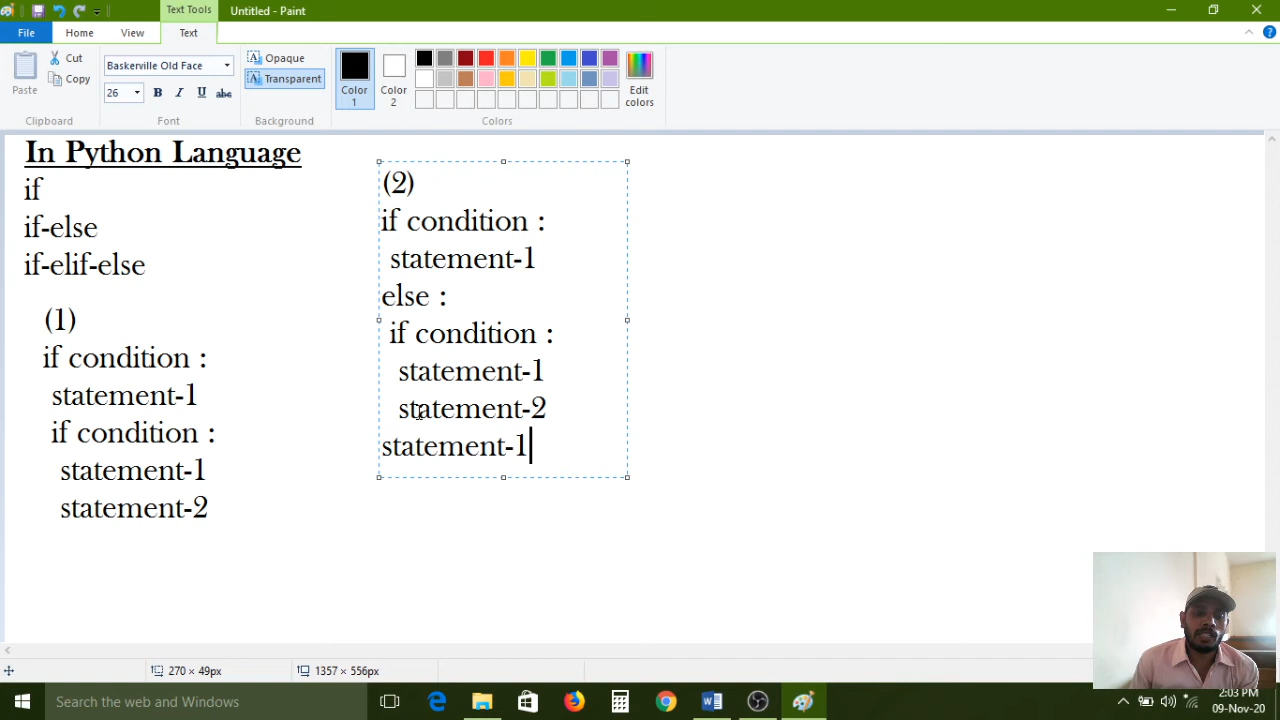 Text Tools
Untitled - Paint
File
Home
View
Text
Paste
Cut
Copy
Clipboard
Baskerville Old Face
26
B
I
U
abc
Font
Opaque
Transparent
Background
Color 1
Color 2
Edit colors
Colors
In Python Language
if
if-else
if-elif-else
(1)
if condition :
statement-1
if condition :
statement-1
statement-2
(2)
if condition :
statement-1
else :
if condition :
statement-1
statement-2
statement-1
270 × 49px
1357 × 556px
Search the web and Windows
2:03 PM
09-Nov-20